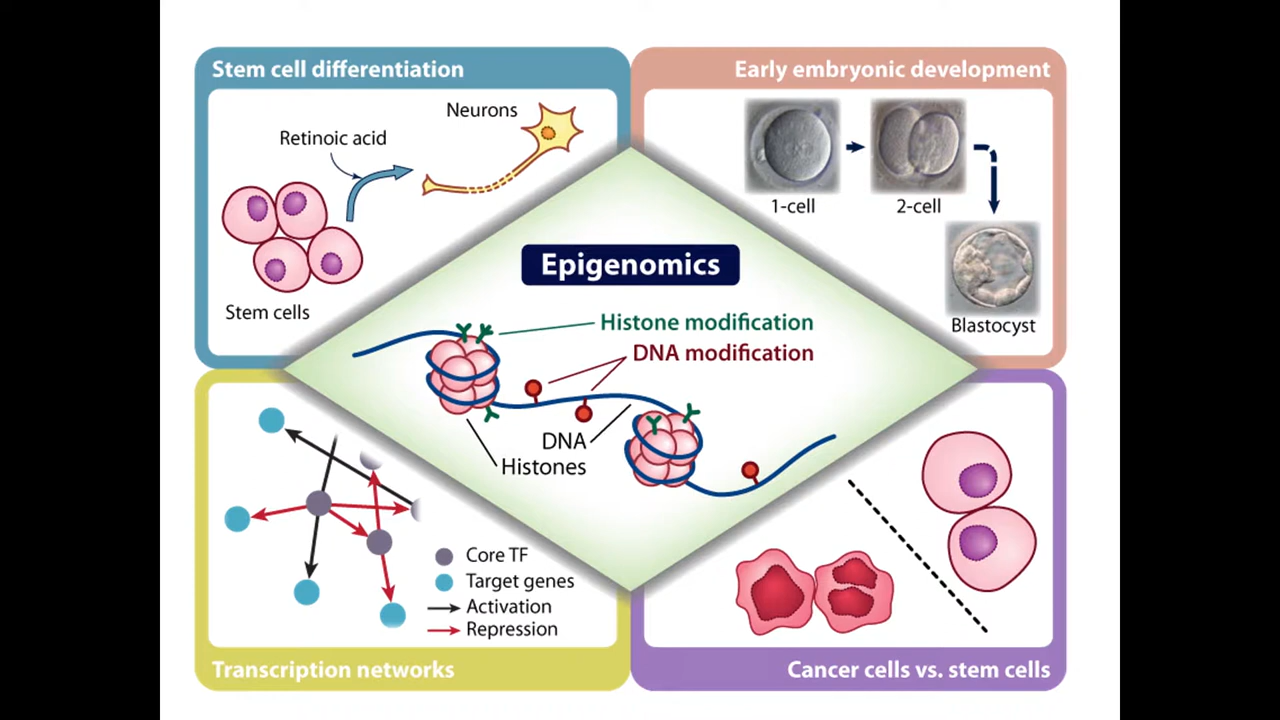 Stem cell differentiation
Early embryonic development
Neurons
Retinoic acid
Stem cells
1-cell
2-cell
Blastocyst
Epigenomics
Histone modification
DNA modification
DNA
Histones
Core TF
Target genes
Activation
Repression
Transcription networks
Cancer cells vs. stem cells